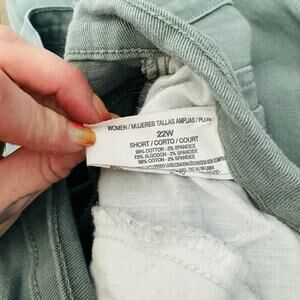 WOMEN / MUJERES TALLAS AMPLIAS / PLUS
22W
SHORT / CORTO / COURT
98% COTTON - 2% SPANDEX
98% ALGODON - 2% SPANDEX
98% COTON - 2% SPANDEX